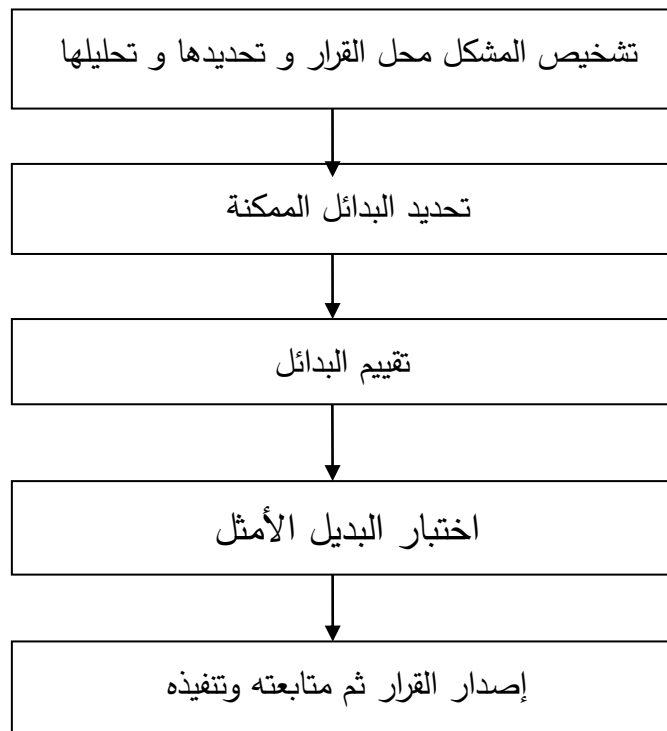 تشخيص المشكل محل القرار و تحديدها و تحليلها
تحديد البدائل الممكنة
تقييم البدائل
اختبار البديل الأمثل
إصدار القرار ثم متابعته وتنفيذه